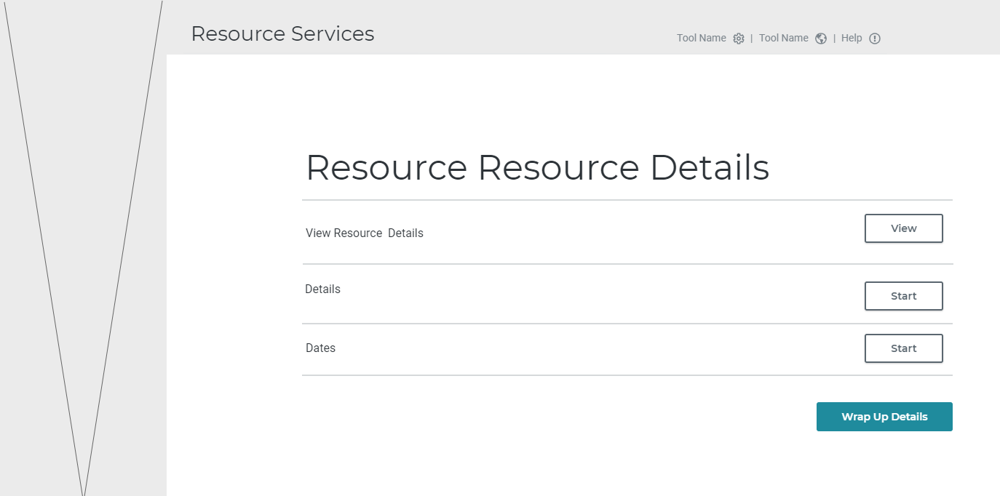 Resource Services
Tool Name | Tool Name | Help
Resource Resource Details
View Resource  Details
View
Details
Start
Dates
Start
Wrap Up Details